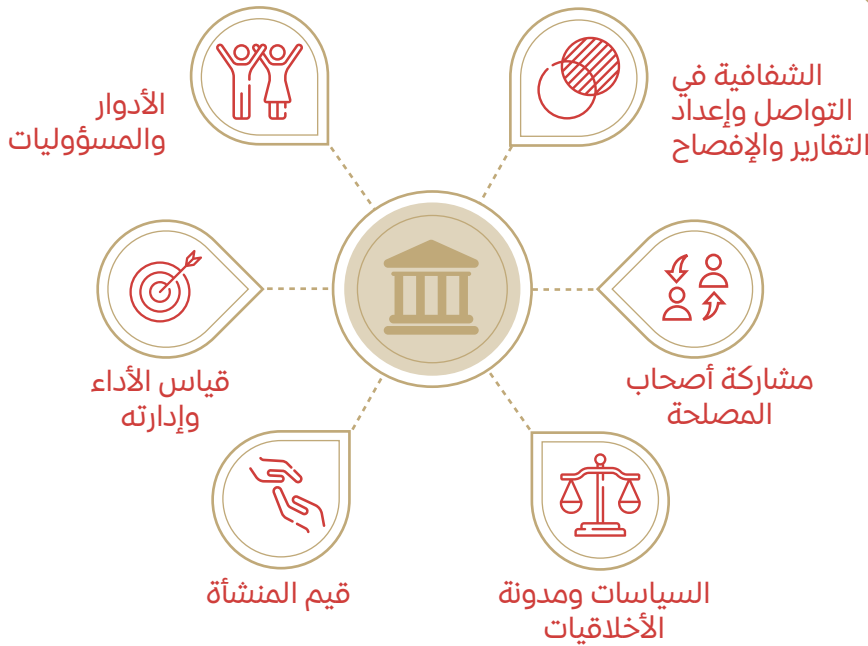 الشفافية في
التواصل وإعداد
التقارير والإفصاح
الأدوار
والمسؤوليات
مشاركة أصحاب
المصلحة
قياس الأداء
وإدارته
السياسات ومدونة
الأخلاقيات
قيم المنشأة